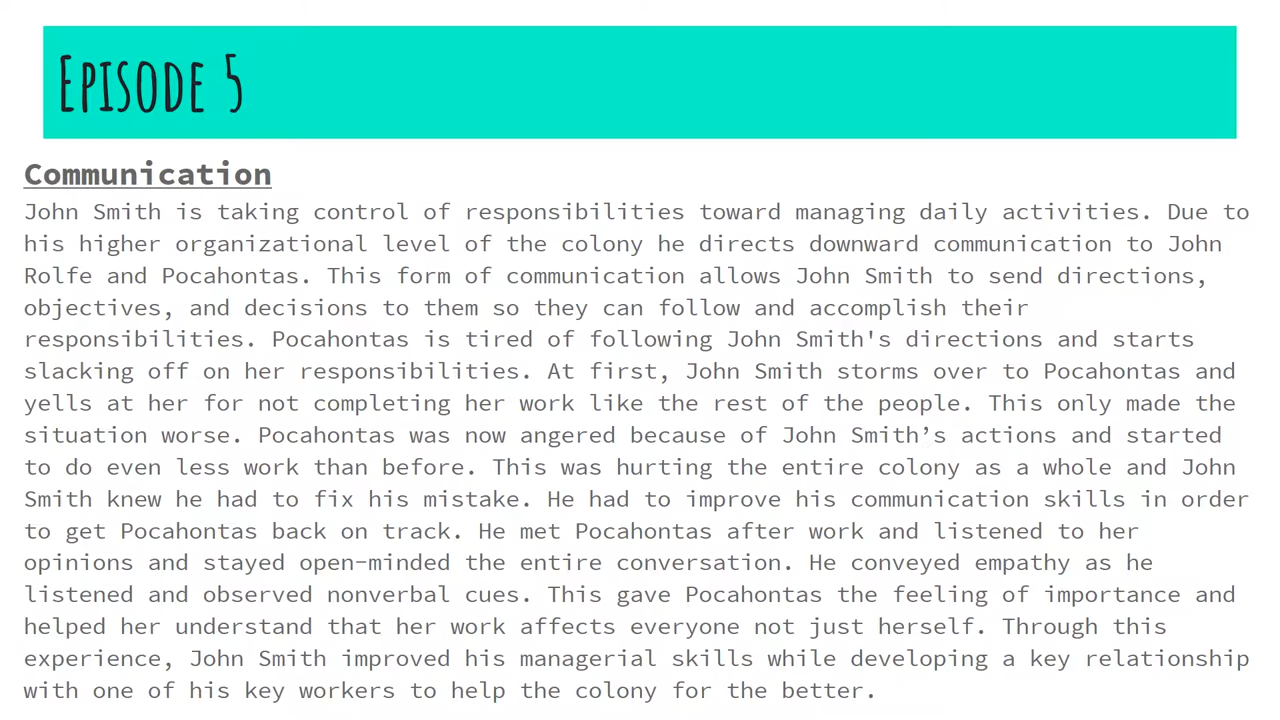 Episode 5
Communication
John Smith is taking control of responsibilities toward managing daily activities. Due to
his higher organizational level of the colony he directs downward communication to John
Rolfe and Pocahontas. This form of communication allows John Smith to send directions,
objectives, and decisions to them so they can follow and accomplish their
responsibilities. Pocahontas is tired of following John Smith's directions and starts
slacking off on her responsibilities. At first, John Smith storms over to Pocahontas and
yells at her for not completing her work like the rest of the people. This only made the
situation worse. Pocahontas was now angered because of John Smith’s actions and started
to do even less work than before. This was hurting the entire colony as a whole and John
Smith knew he had to fix his mistake. He had to improve his communication skills in order
to get Pocahontas back on track. He met Pocahontas after work and listened to her
opinions and stayed open-minded the entire conversation. He conveyed empathy as he
listened and observed nonverbal cues. This gave Pocahontas the feeling of importance and
helped her understand that her work affects everyone not just herself. Through this
experience, John Smith improved his managerial skills while developing a key relationship
with one of his key workers to help the colony for the better.